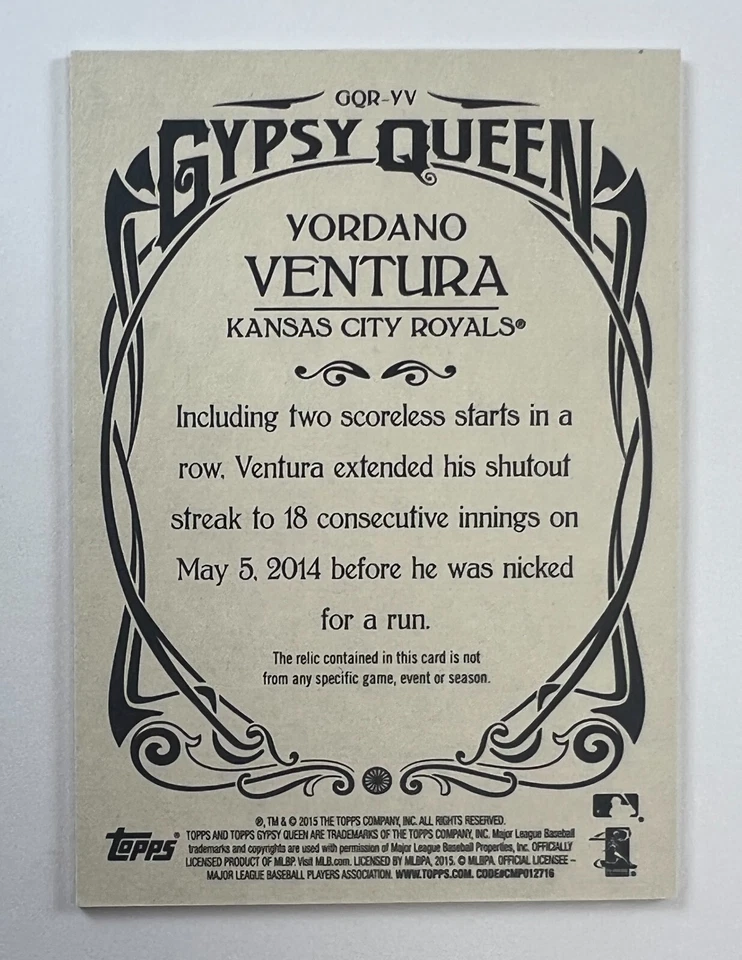 GQR-YV
GYPSY QUEEN
YORDANO
VENTURA
KANSAS CITY ROYALS®
Including two scoreless starts in a
row, Ventura extended his shutout
streak to 18 consecutive innings on
May 5, 2014 before he was nicked
for a run.
The relic contained in this card is not
from any specific game, event or season.
®, TM & © 2015 THE TOPPS COMPANY, INC. ALL RIGHTS RESERVED.
TOPPS AND TOPPS GYPSY QUEEN ARE TRADEMARKS OF THE TOPPS COMPANY, INC. Major League Baseball
trademarks and copyrights are used with permission of Major League Baseball Properties, Inc. OFFICIALLY
LICENSED PRODUCT OF MLBP. Visit MLB.com. LICENSED BY MLBPA, 2015. © MLBPA. OFFICIAL LICENSEE –
MAJOR LEAGUE BASEBALL PLAYERS ASSOCIATION. WWW.TOPPS.COM. CODE#CMP012716
topps®